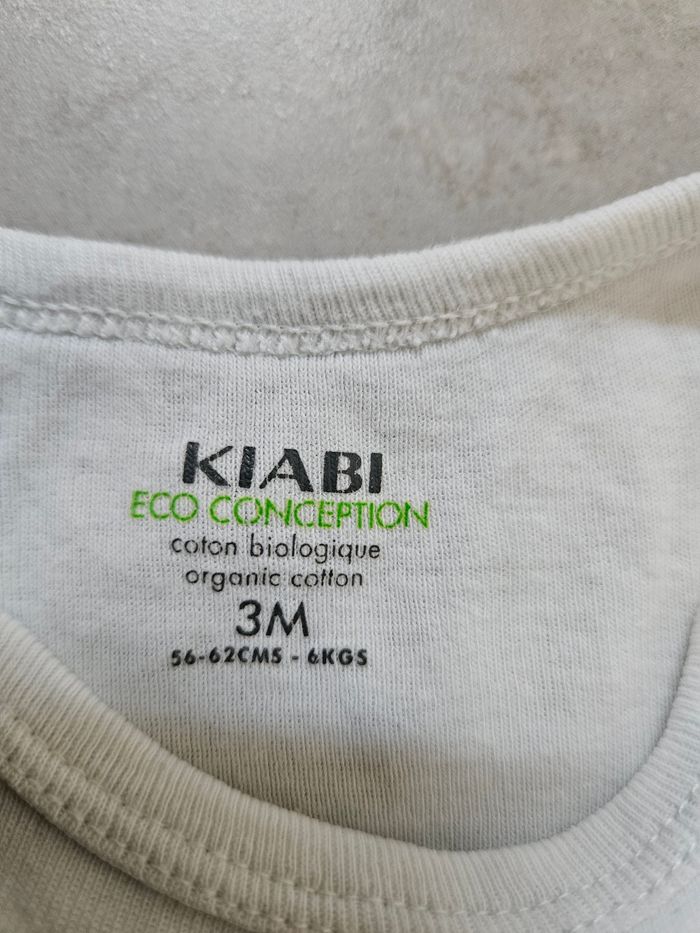 KIABI
ECO CONCEPTION
coton biologique
organic cotton
3M
56-62CMS - 6KGS